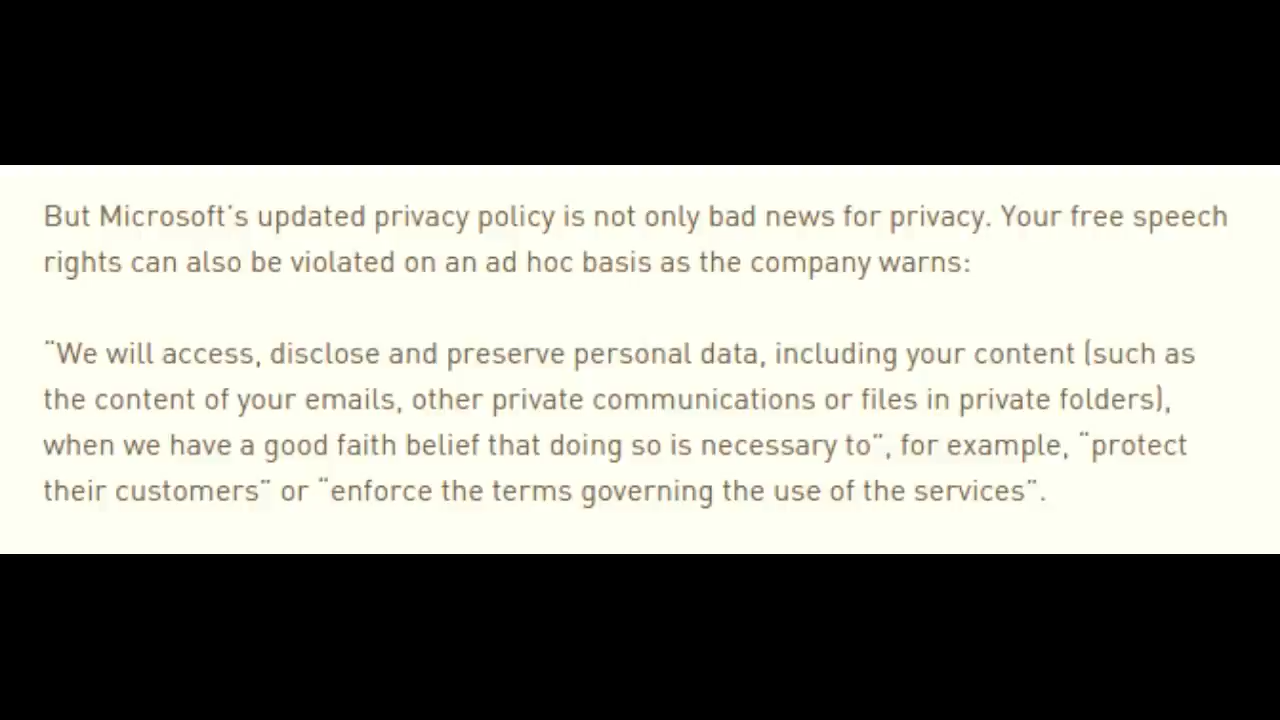 But Microsoft's updated privacy policy is not only bad news for privacy. Your free speech
rights can also be violated on an ad hoc basis as the company warns:
"We will access, disclose and preserve personal data, including your content (such as
the content of your emails, other private communications or files in private folders),
when we have a good faith belief that doing so is necessary to", for example, "protect
their customers" or "enforce the terms governing the use of the services".